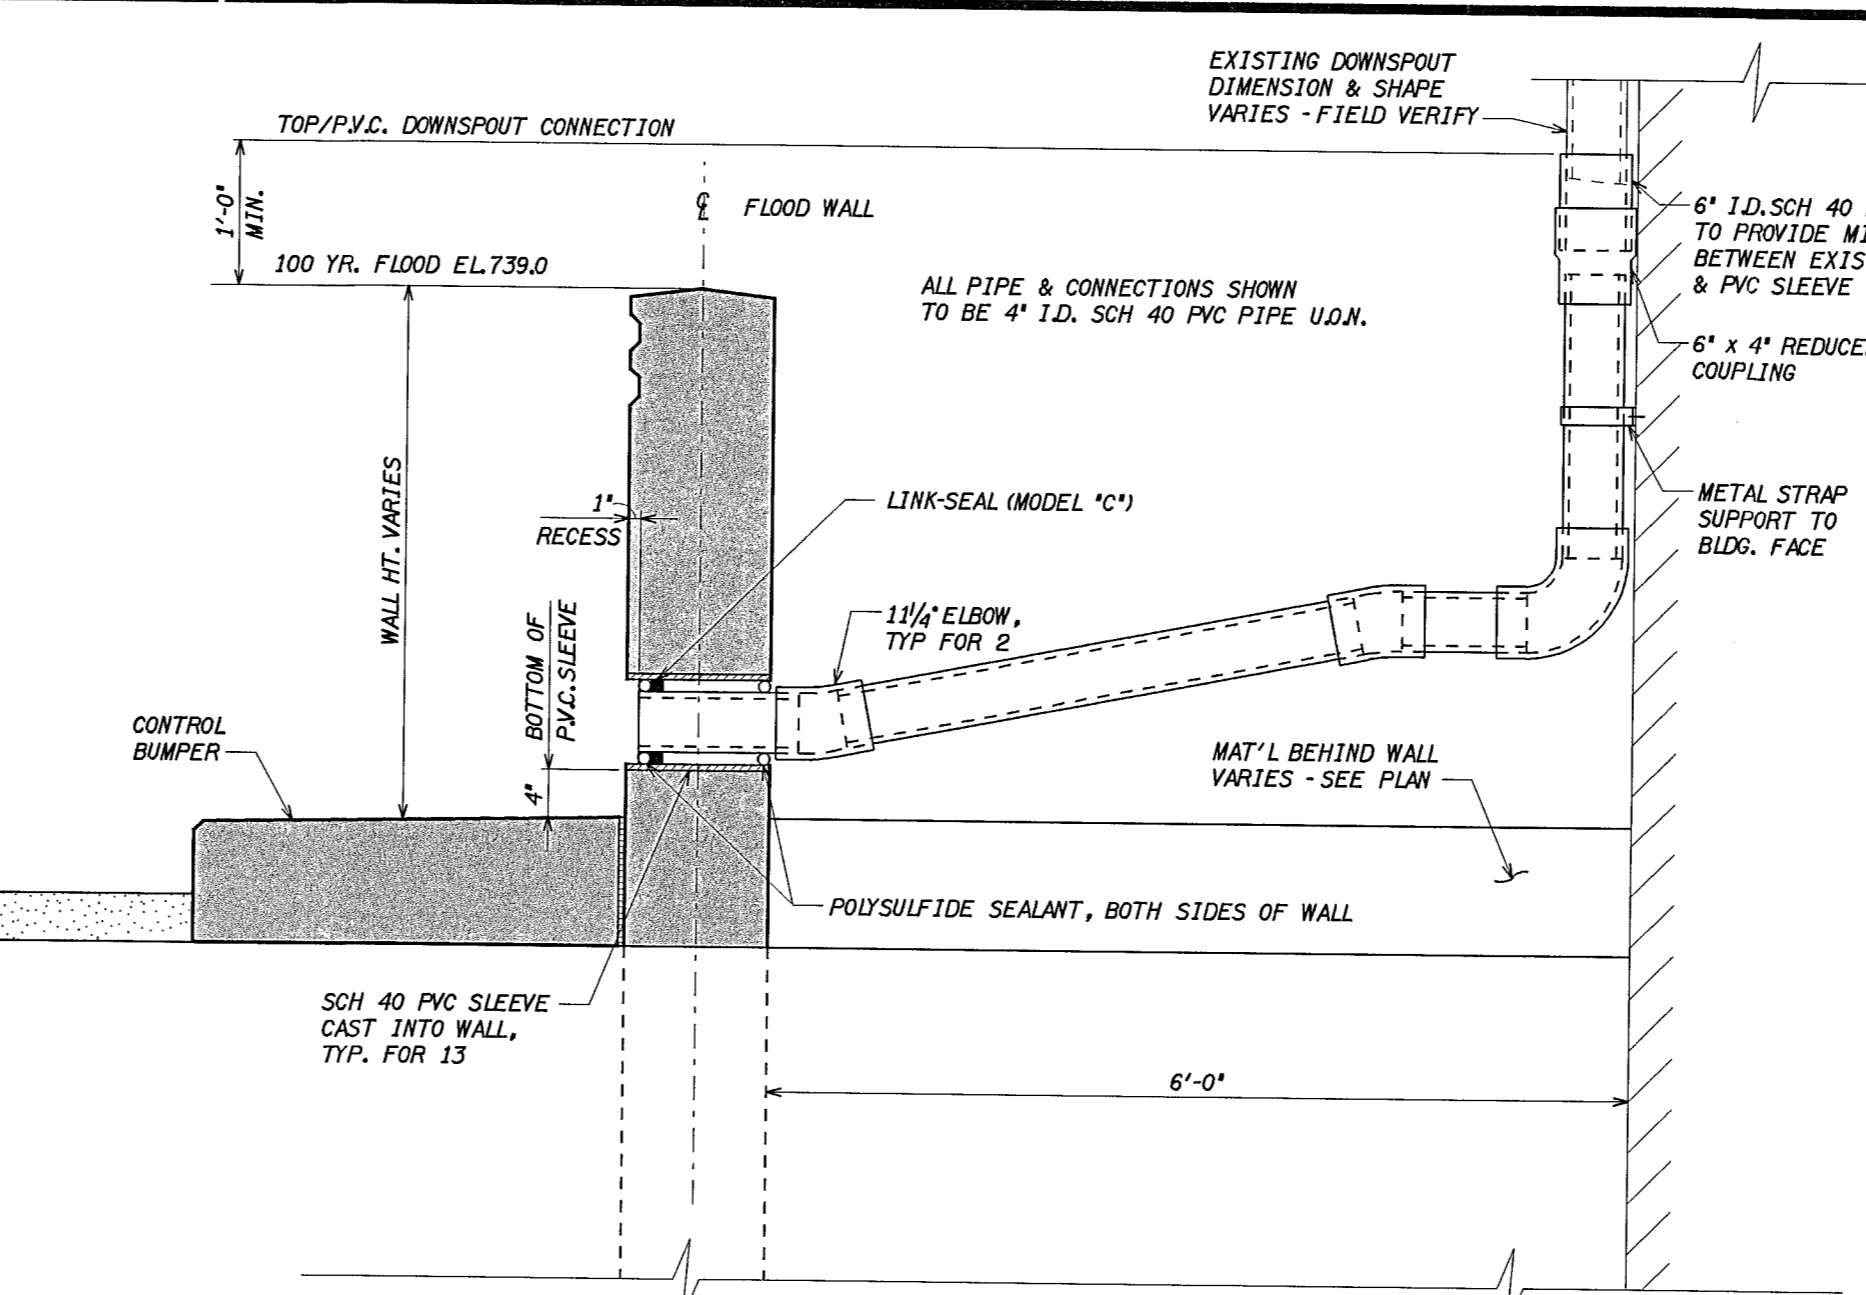 EXISTING DOWNSPOUT
DIMENSION & SHAPE
VARIES - FIELD VERIFY
TOP/P.V.C. DOWNSPOUT CONNECTION
1'-0"
MIN.
℄ FLOOD WALL
100 YR. FLOOD EL.739.0
ALL PIPE & CONNECTIONS SHOWN
TO BE 4" I.D. SCH 40 PVC PIPE U.O.N.
6" I.D. SCH 40
TO PROVIDE
BETWEEN
& PVC SLEEVE
6" X 4"
COUPLING
WALL HT. VARIES
1"
RECESS
LINK-SEAL (MODEL "C")
METAL STRAP
SUPPORT TO
BLDG. FACE
BOTTOM OF
P.V.C. SLEEVE
11¼° ELBOW,
TYP FOR 2
CONTROL
BUMPER
4"
MAT'L BEHIND WALL
VARIES - SEE PLAN
POLYSULFIDE SEALANT, BOTH SIDES OF WALL
SCH 40 PVC SLEEVE
CAST INTO WALL,
TYP. FOR 13
6'-0"